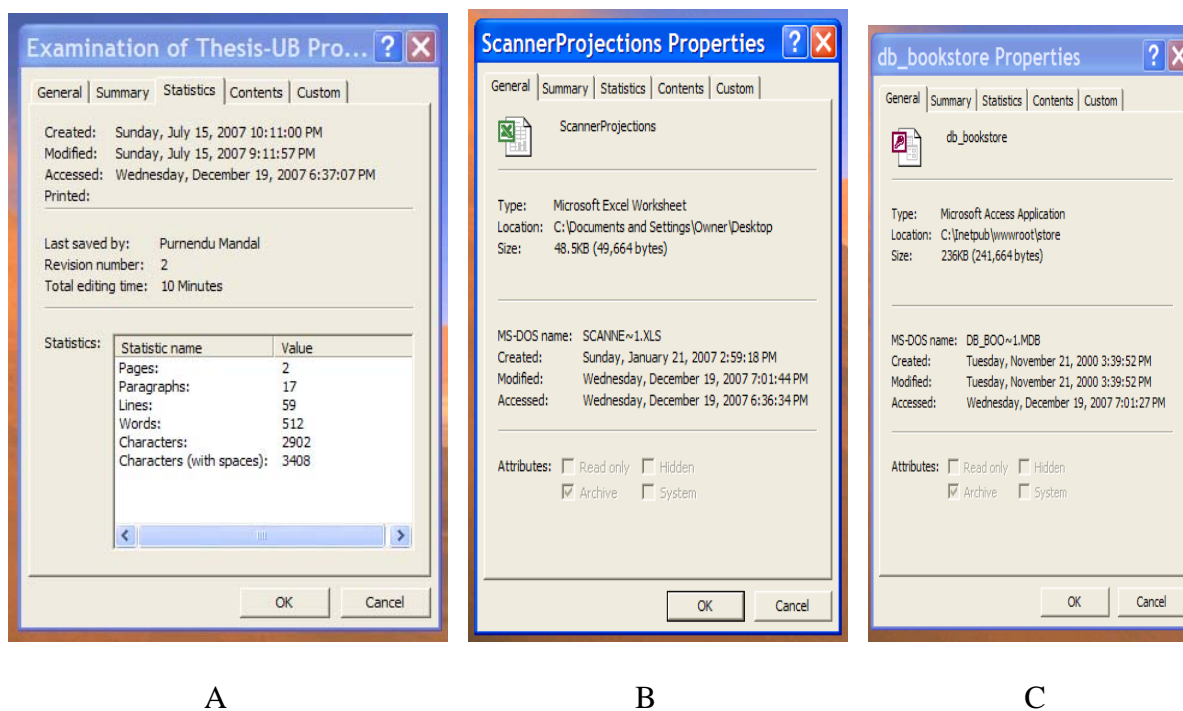 Examination of Thesis-UB Pro...
General Summary Statistics Contents Custom
Created: Sunday, July 15, 2007 10:11:00 PM
Modified: Sunday, July 15, 2007 9:11:57 PM
Accessed: Wednesday, December 19, 2007 6:37:07 PM
Printed:
Last saved by: Purnendu Mandal
Revision number: 2
Total editing time: 10 Minutes
Statistics:
Statistic name Value
Pages: 2
Paragraphs: 17
Lines: 59
Words: 512
Characters: 2902
Characters (with spaces): 3408
OK Cancel
A
ScannerProjections Properties
General Summary Statistics Contents Custom
ScannerProjections
Type: Microsoft Excel Worksheet
Location: C:\Documents and Settings\Owner\Desktop
Size: 48.5KB (49,664 bytes)
MS-DOS name: SCANNE~1.XLS
Created: Sunday, January 21, 2007 2:59:18 PM
Modified: Wednesday, December 19, 2007 7:01:44 PM
Accessed: Wednesday, December 19, 2007 6:36:34 PM
Attributes: Read only Hidden
Archive System
OK Cancel
B
db_bookstore Properties
General Summary Statistics Contents Custom
db_bookstore
Type: Microsoft Access Application
Location: C:\Inetpub\wwwroot\store
Size: 236KB (241,664 bytes)
MS-DOS name: DB_BOO~1.MDB
Created: Tuesday, November 21, 2000 3:39:52 PM
Modified: Tuesday, November 21, 2000 3:39:52 PM
Accessed: Wednesday, December 19, 2007 7:01:27 PM
Attributes: Read only Hidden
Archive System
OK Cancel
C